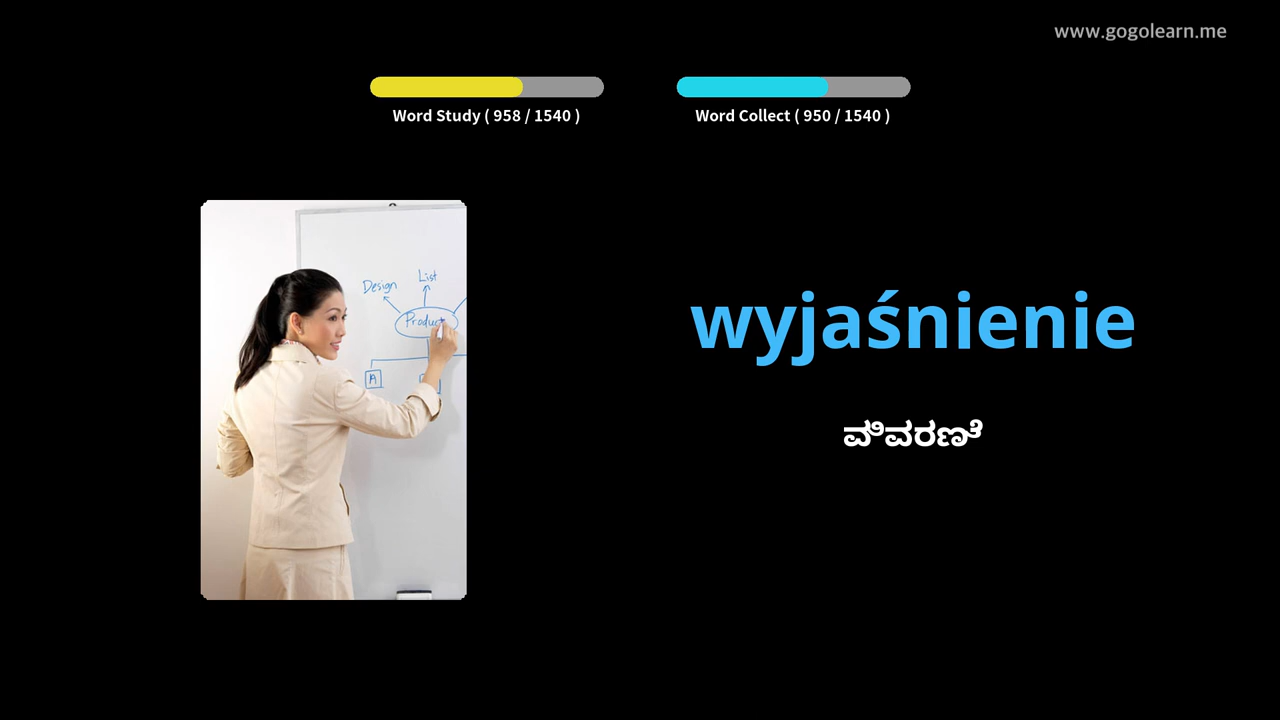 www.gogolearn.me
Word Study ( 958 / 1540 )
Word Collect ( 950 / 1540 )
Design
List
Product
A
wyjaśnienie
ವಿವರಣೆ